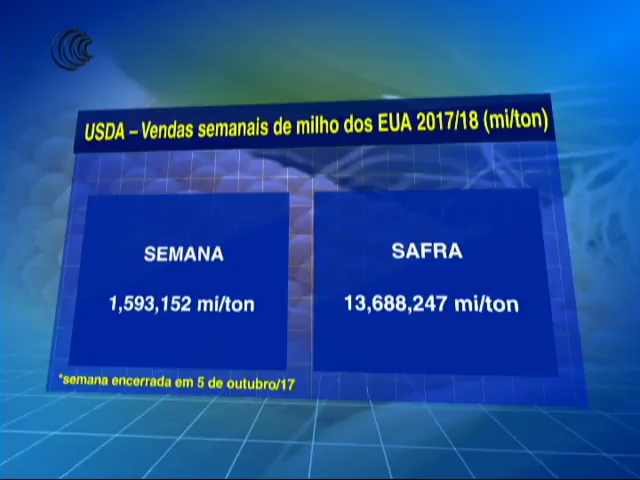 USDA – Vendas semanais de milho dos EUA 2017/18 (mi/ton)
SEMANA
1,593,152 mi/ton
SAFRA
13,688,247 mi/ton
*semana encerrada em 5 de outubro/17